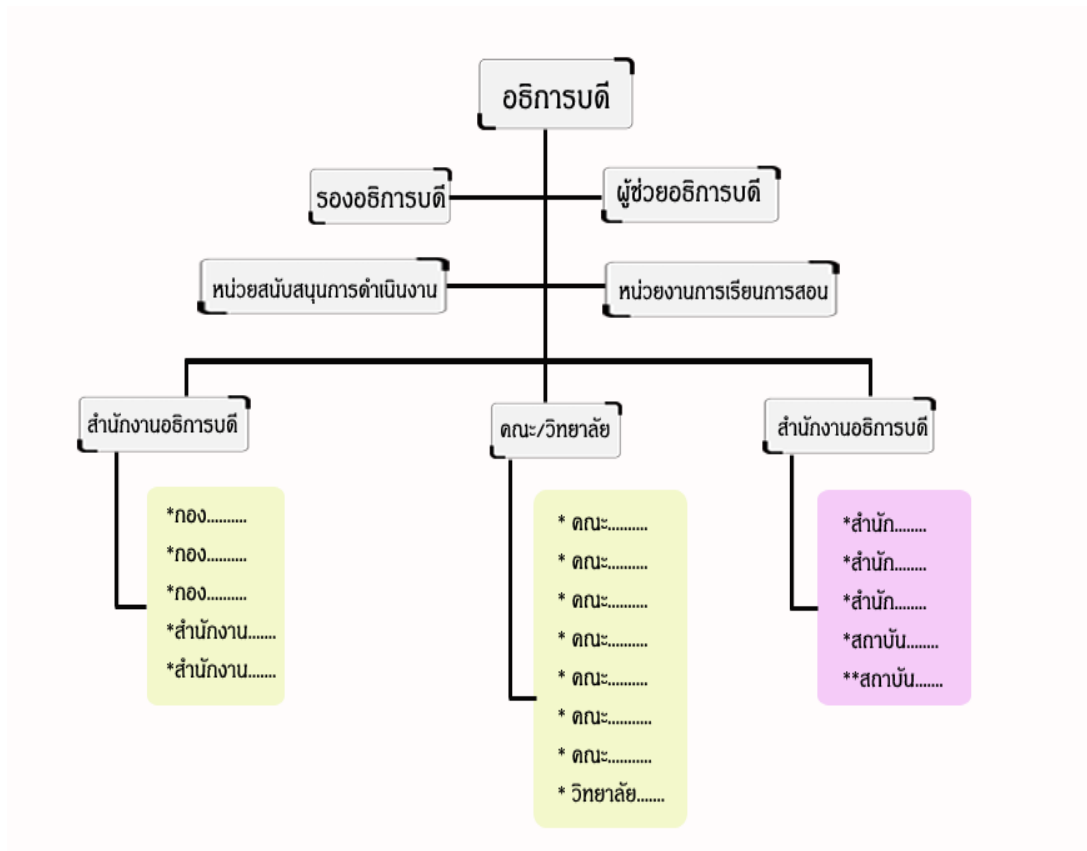 อธิการบดี
รองอธิการบดี
ผู้ช่วยอธิการบดี
หน่วยสนับสนุนการดำเนินงาน
หน่วยงานการเรียนการสอน
สำนักงานอธิการบดี
คณะ/วิทยาลัย
สำนักงานอธิการบดี
*กอง..........
*กอง..........
*กอง..........
*สำนักงาน.......
*สำนักงาน.......
* คณะ..........
* คณะ..........
* คณะ..........
* คณะ..........
* คณะ..........
* คณะ...........
* คณะ...........
* วิทยาลัย.......
*สำนัก........
*สำนัก........
*สำนัก........
*สถาบัน........
**สถาบัน.......